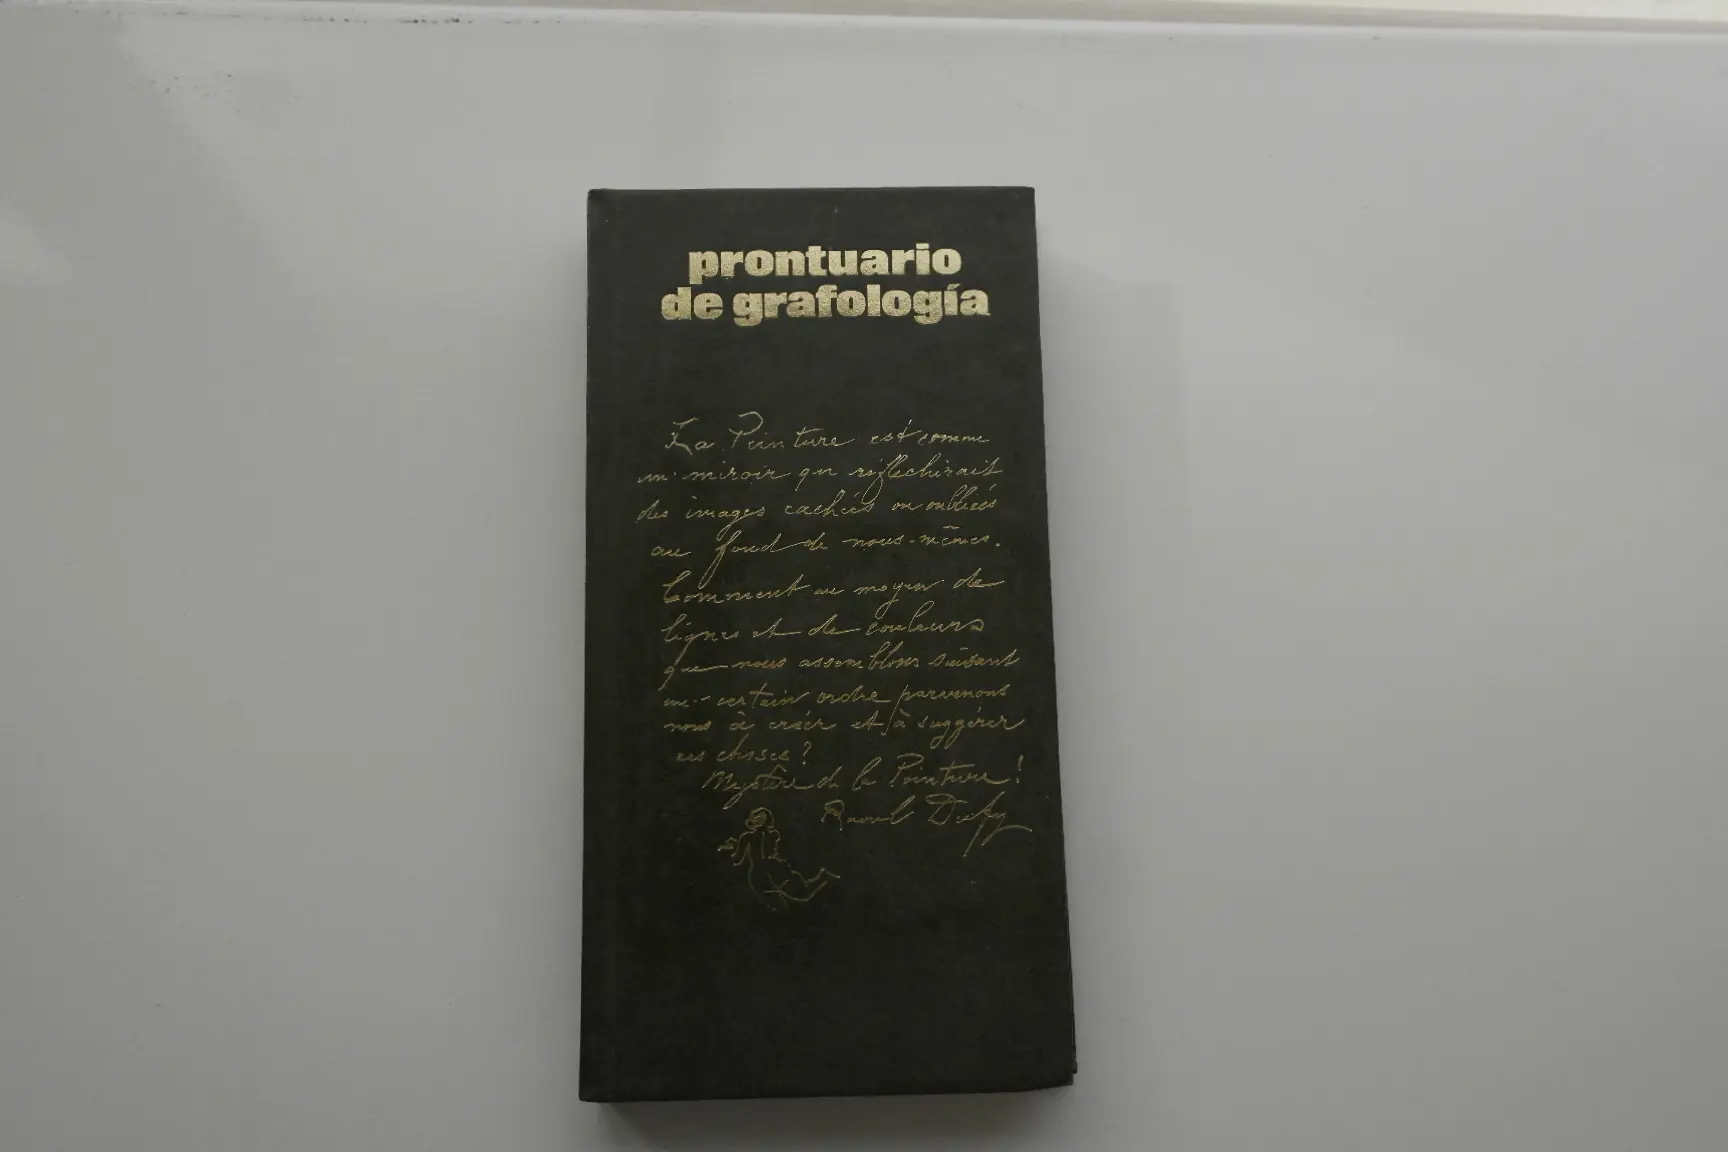 prontuario
de grafología
La Peinture est comme
un miroir qui réflechirait
des images cachées ou oubliées
au fond de nous-mêmes.
Comment au moyen de
lignes et de couleurs
que nous assemblons suivant
un certain ordre parvenons
nous à créer et à suggérer
ces choses?
Mystère de la Peinture!
Raoul Dufy